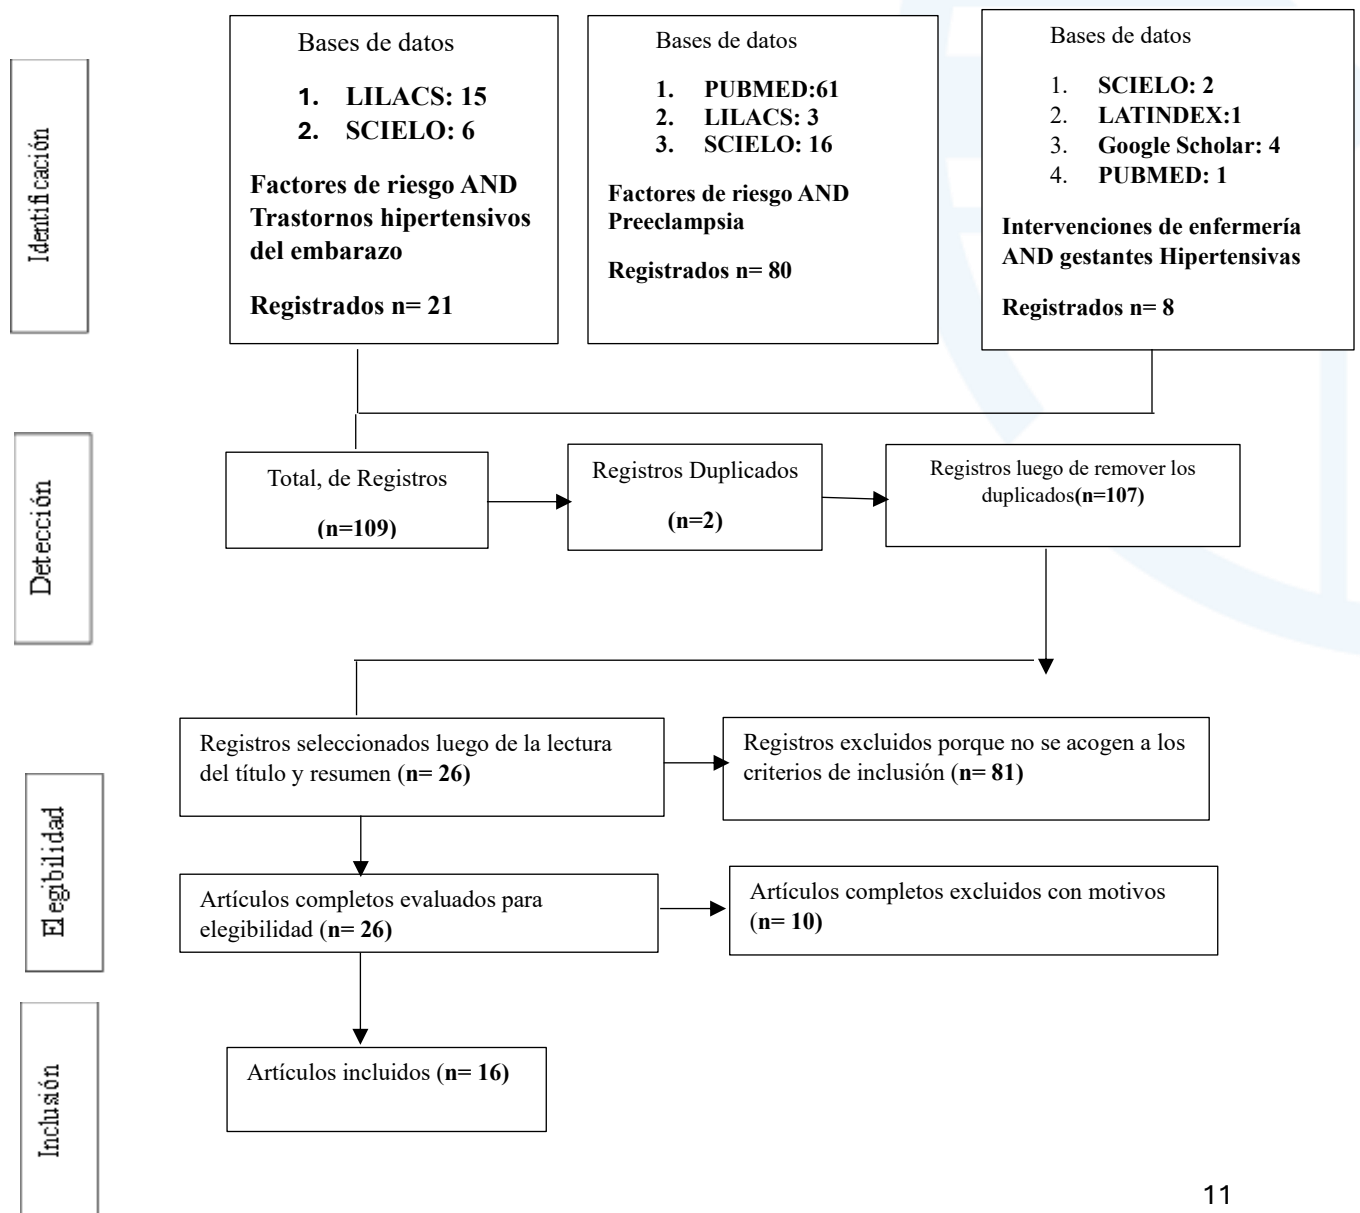 Identificación
Bases de datos
1. LILACS: 15
2. SCIELO: 6
Factores de riesgo AND
Trastornos hipertensivos
del embarazo
Registrados n= 21
Bases de datos
1. PUBMED:61
2. LILACS: 3
3. SCIELO: 16
Factores de riesgo AND
Preeclampsia
Registrados n= 80
Bases de datos
1. SCIELO: 2
2. LATINDEX:1
3. Google Scholar: 4
4. PUBMED: 1
Intervenciones de enfermería
AND gestantes Hipertensivas
Registrados n= 8
Detección
Total, de Registros
(n=109)
Registros Duplicados
(n=2)
Registros luego de remover los
duplicados(n=107)
Elegibilidad
Registros seleccionados luego de la lectura
del título y resumen (n= 26)
Registros excluidos porque no se acogen a los
criterios de inclusión (n= 81)
Artículos completos evaluados para
elegibilidad (n= 26)
Artículos completos excluidos con motivos
(n= 10)
Inclusión
Artículos incluidos (n= 16)
11